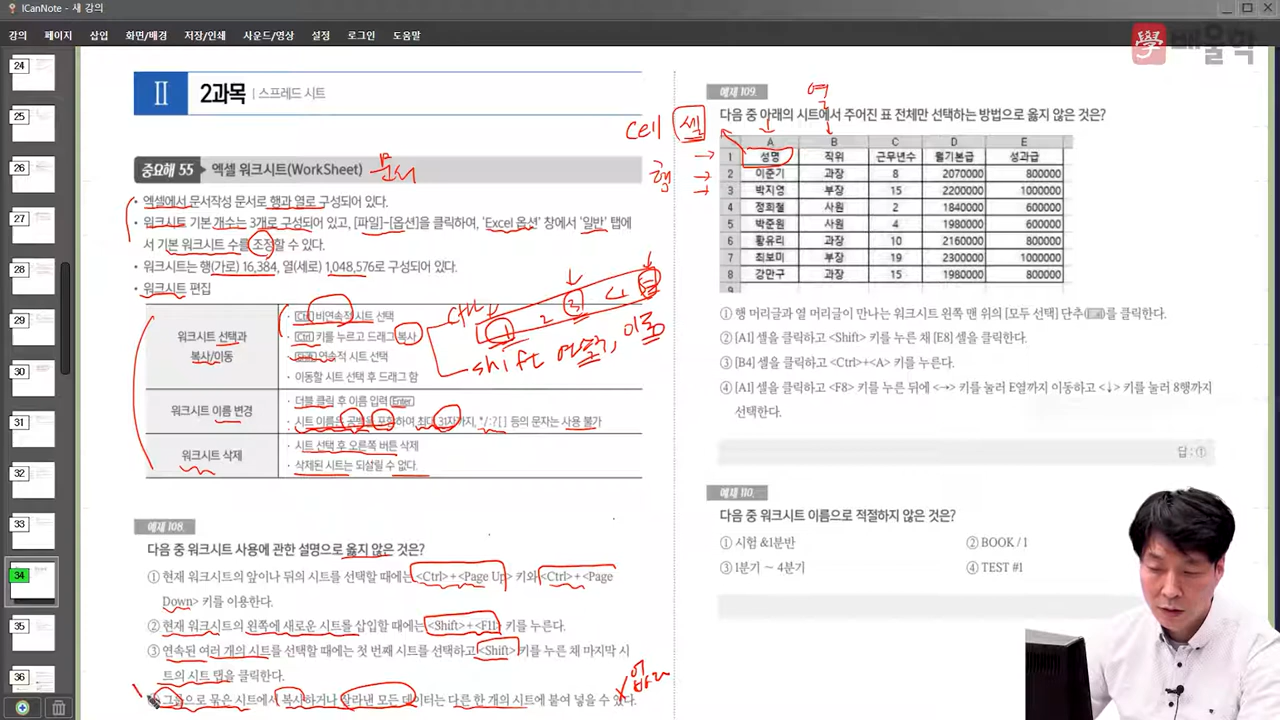 ICanNote - 새 강의
강의 페이지 삽입 화면/배경 저장/인쇄 사운드/영상 설정 로그인 도움말
學 배울학
24
25
26
27
28
29
30
31
32
33
34
35
36
Ⅱ 2과목 | 스프레드 시트
중요해 55 엑셀 워크시트(WorkSheet) 문서
· 엑셀에서 문서작성 문서로 행과 열로 구성되어 있다.
· 워크시트 기본 개수는 3개로 구성되어 있고, [파일]-[옵션]을 클릭하여, 'Excel 옵션' 창에서 '일반' 탭에
서 기본 워크시트 수를 조정할 수 있다.
· 워크시트는 행(가로) 16,384, 열(세로) 1,048,576로 구성되어 있다.
· 워크시트 편집
워크시트 선택과
복사/이동
· Ctrl 비연속적 시트 선택
· Ctrl 키를 누르고 드래그 복사
· Shift 연속적 시트 선택
· 이동할 시트 선택 후 드래그 함
Ctrl
1 2 3 4 5
shift 연속, 이동
워크시트 이름 변경
· 더블 클릭 후 이름 입력 Enter
· 시트 이름은 공백을 포함하여, 최대 31자까지, */:?[ ] 등의 문자는 사용 불가
워크시트 삭제
· 시트 선택 후 오른쪽 버튼 삭제
· 삭제된 시트는 되살릴 수 없다.
예제 108
다음 중 워크시트 사용에 관한 설명으로 옳지 않은 것은?
① 현재 워크시트의 앞이나 뒤의 시트를 선택할 때에는 <Ctrl>+<Page Up> 키와 <Ctrl>+<Page
Down> 키를 이용한다.
② 현재 워크시트의 왼쪽에 새로운 시트를 삽입할 때에는 <Shift>+<F11> 키를 누른다.
③ 연속된 여러 개의 시트를 선택할 때에는 첫 번째 시트를 선택하고 <Shift> 키를 누른 채 마지막 시
트의 시트 탭을 클릭한다.
그룹으로 묶은 시트에서 복사하거나 잘라낸 모든 데이터는 다른 한 개의 시트에 붙여 넣을 수 있다.
예제 109
다음 중 아래의 시트에서 주어진 표 전체만 선택하는 방법으로 옳지 않은 것은?
cell 셀
열
행
A B C D E
1 성명 직위 근무년수 월기본급 성과급
2 이준기 과장 8 2070000 800000
3 박지영 부장 15 2200000 1000000
4 정희철 사원 2 1840000 600000
5 박준원 사원 4 1980000 600000
6 황유리 과장 10 2160000 800000
7 최보미 부장 19 2300000 1000000
8 강만구 과장 15 1980000 800000
9
① 행 머리글과 열 머리글이 만나는 워크시트 왼쪽 맨 위의 [모두 선택] 단추( )를 클릭한다.
② [A1] 셀을 클릭하고 <Shift> 키를 누른 채 [E8] 셀을 클릭한다.
③ [B4] 셀을 클릭하고 <Ctrl>+<A> 키를 누른다.
④ [A1] 셀을 클릭하고 <F8> 키를 누른 뒤에 <→> 키를 눌러 E열까지 이동하고 <↓> 키를 눌러 8행까지
선택한다.
답 : ①
예제 110
다음 중 워크시트 이름으로 적절하지 않은 것은?
① 시험 &1분반 ② BOOK / 1
③ 1분기 ~ 4분기 ④ TEST #1